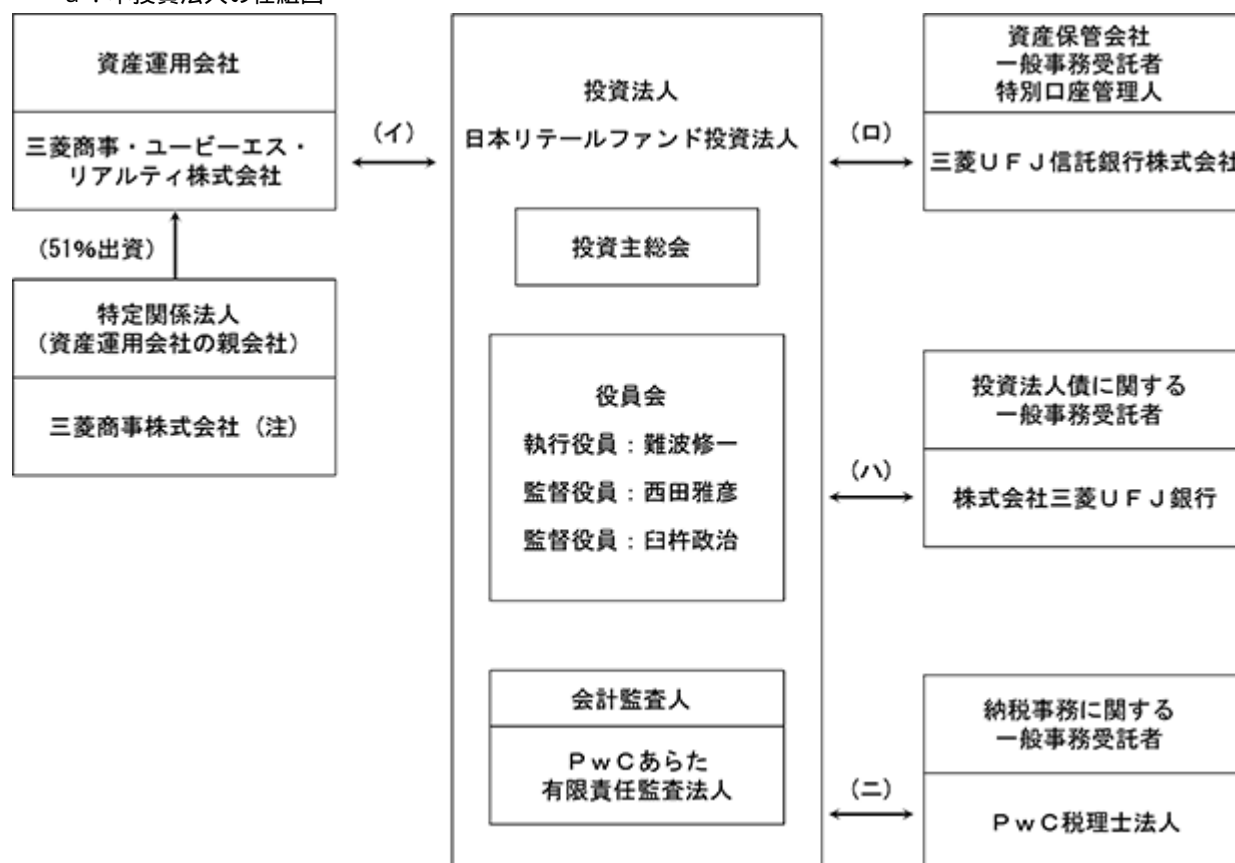 資産運用会社
三菱商事・ユービーエス・
リアルティ株式会社
(51%出資)
特定関係法人
(資産運用会社の親会社)
三菱商事株式会社(注)
(イ)
投資法人
日本リテールファンド投資法人
投資主総会
役員会
執行役員:難波修一
監督役員:西田雅彦
監督役員:臼杵政治
会計監査人
PwCあらた
有限責任監査法人
(ロ)
資産保管会社
一般事務受託者
特別口座管理人
三菱UFJ信託銀行株式会社
(ハ)
投資法人債に関する
一般事務受託者
株式会社三菱UFJ銀行
(ニ)
納税事務に関する
一般事務受託者
PwC税理士法人